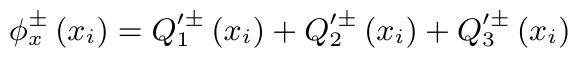 \phi_x^{\pm}(x_i) = Q_1'^{\pm}(x_i) + Q_2'^{\pm}(x_i) + Q_3'^{\pm}(x_i)